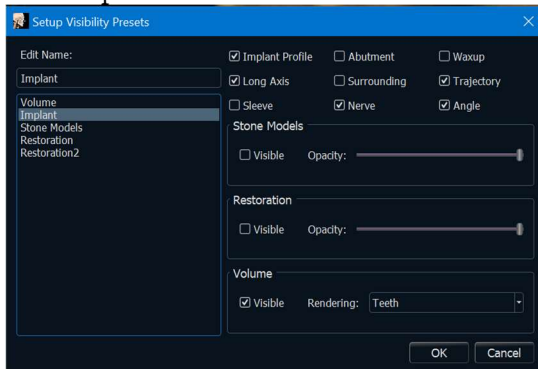 Setup Visibility Presets
Edit Name:
Implant
Volume
Implant
Stone Models
Restoration
Restoration2
Implant Profile Abutment Waxup
Long Axis Surrounding Trajectory
Sleeve Nerve Angle
Stone Models
Visible Opacity:
Restoration
Visible Opacity:
Volume
Visible Rendering: Teeth
OK Cancel